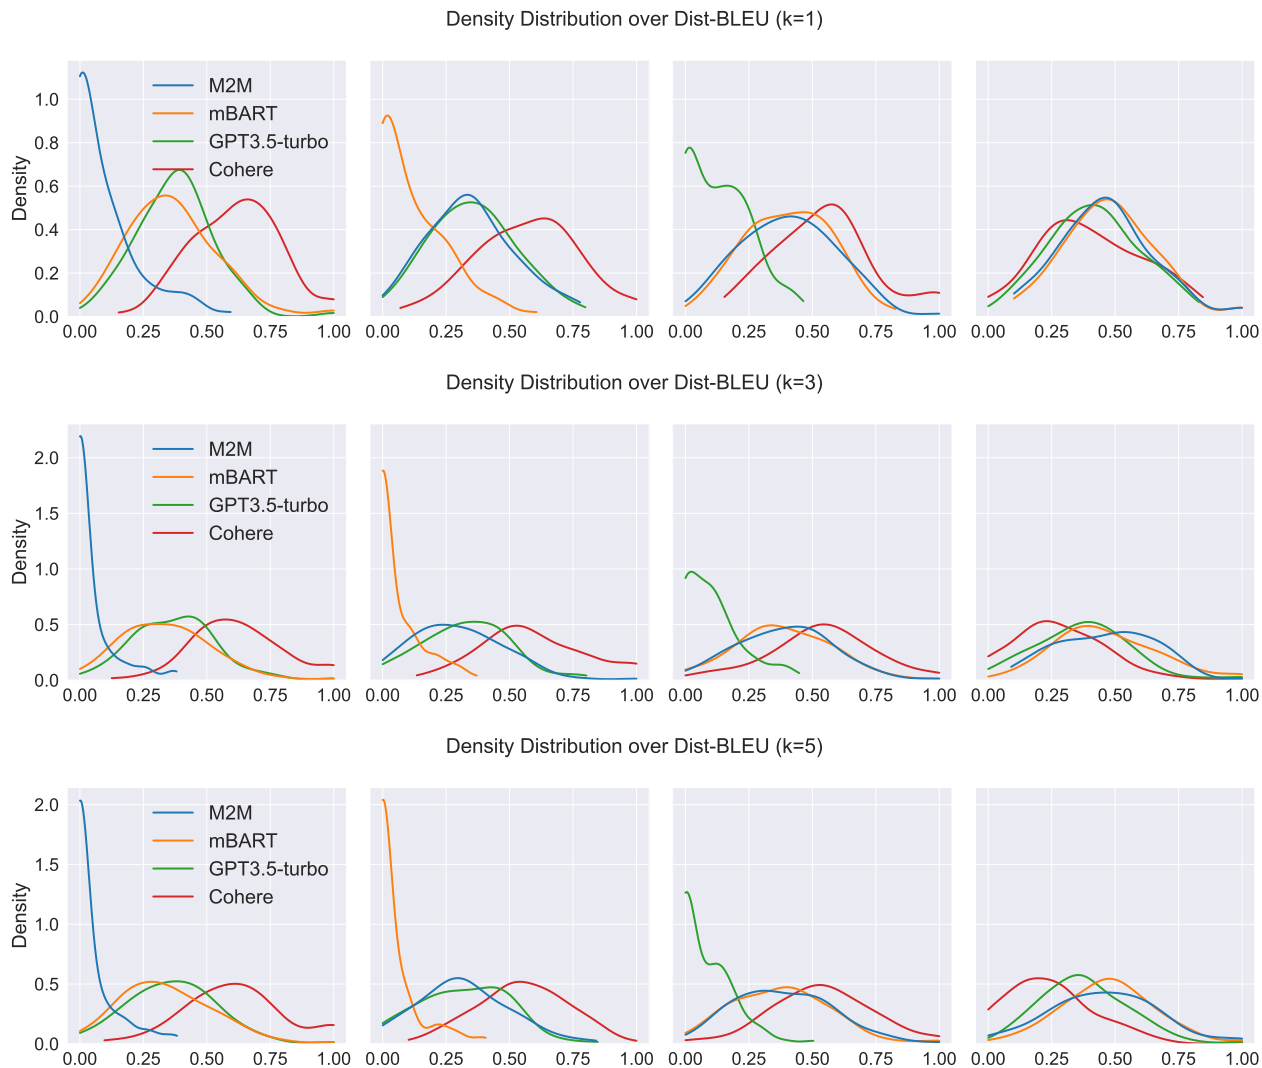 Density Distribution over Dist-BLEU (k=1)
Density
1.0
0.8
0.6
0.4
0.2
0.0
M2M
mBART
GPT3.5-turbo
Cohere
0.00 0.25 0.50 0.75 1.00
0.00 0.25 0.50 0.75 1.00
0.00 0.25 0.50 0.75 1.00
0.00 0.25 0.50 0.75 1.00
Density Distribution over Dist-BLEU (k=3)
Density
2.0
1.5
1.0
0.5
0.0
M2M
mBART
GPT3.5-turbo
Cohere
0.00 0.25 0.50 0.75 1.00
0.00 0.25 0.50 0.75 1.00
0.00 0.25 0.50 0.75 1.00
0.00 0.25 0.50 0.75 1.00
Density Distribution over Dist-BLEU (k=5)
Density
2.0
1.5
1.0
0.5
0.0
M2M
mBART
GPT3.5-turbo
Cohere
0.00 0.25 0.50 0.75 1.00
0.00 0.25 0.50 0.75 1.00
0.00 0.25 0.50 0.75 1.00
0.00 0.25 0.50 0.75 1.00